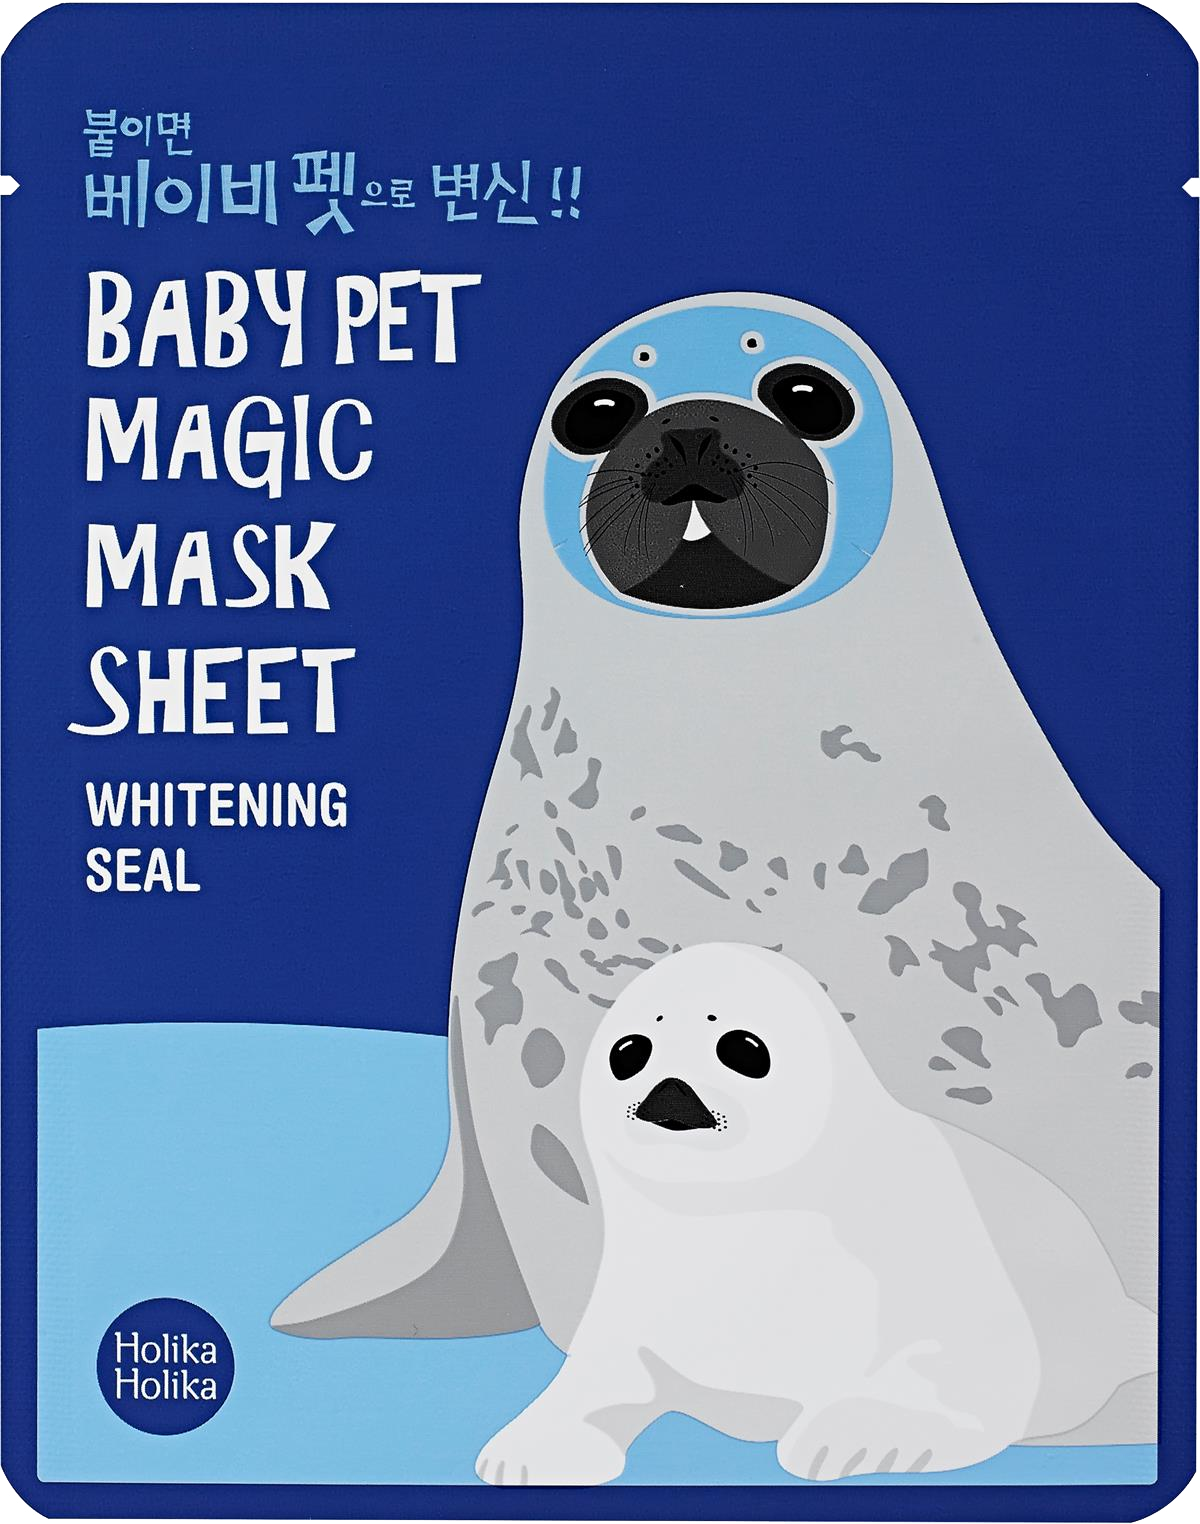 붙이면
베이비 펫으로 변신!!
BABY PET
MAGIC
MASK
SHEET
WHITENING
SEAL
Holika
Holika